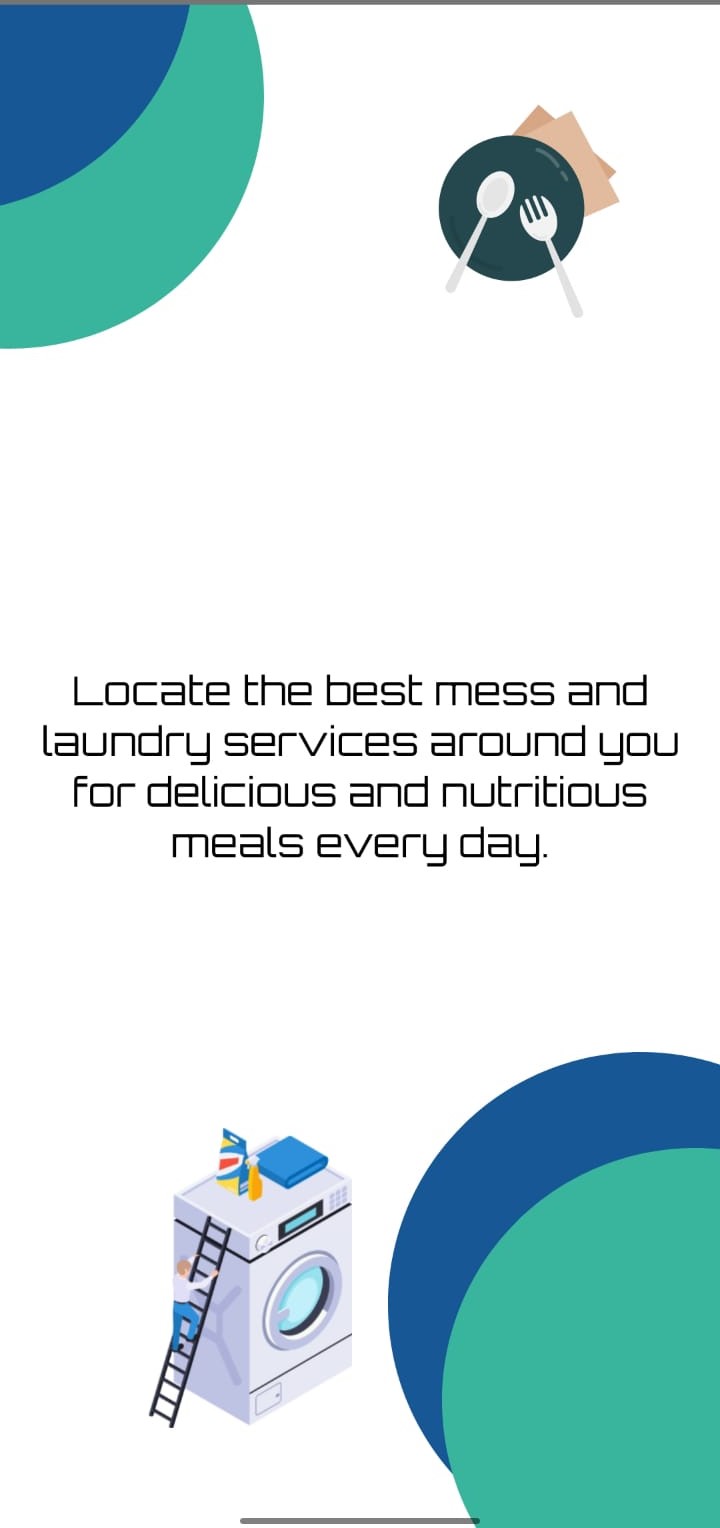 Locate the best mess and
laundry services around you
for delicious and nutritious
meals every day.